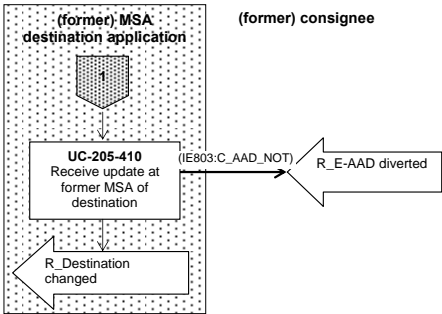 (former) MSA
destination application
(former) consignee
1
UC-205-410
Receive update at
former MSA of
destination
(IE803:C_AAD_NOT)
R_E-AAD diverted
R_Destination
changed